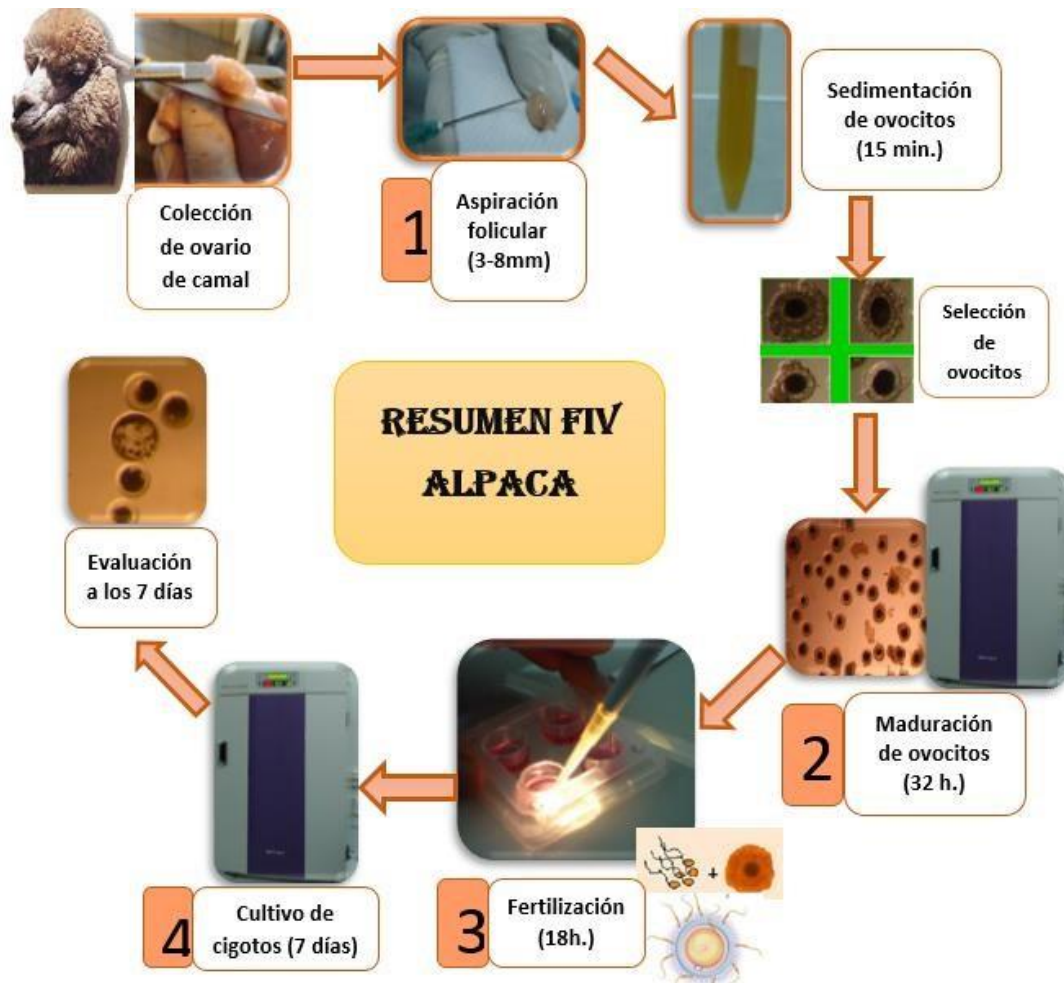 Colección
de ovario
de camal
1
Aspiración
folicular
(3-8mm)
Sedimentación
de ovocitos
(15 min.)
Selección
de
ovocitos
RESUMEN FIV
ALPACA
2
Maduración
de ovocitos
(32 h.)
3
Fertilización
(18h.)
+
4
Cultivo de
cigotos (7 días)
Evaluación
a los 7 días